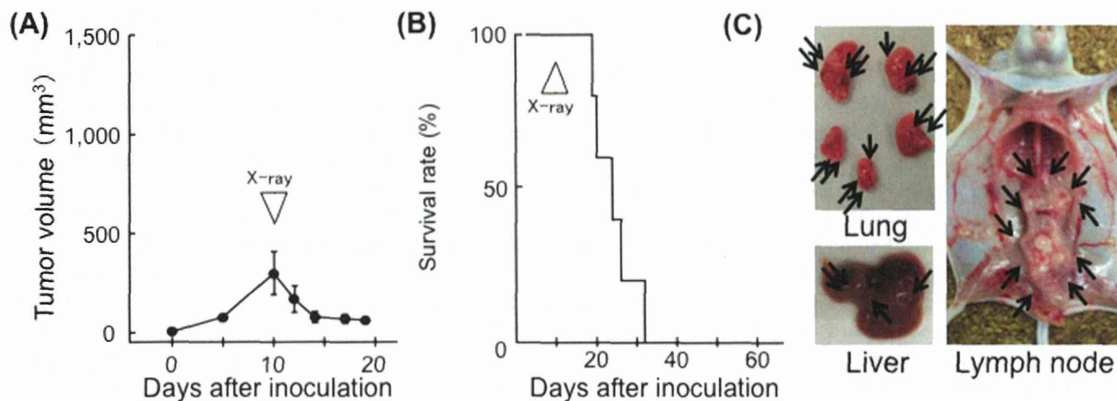 (A)
1,500
1,000
500
0
Tumor volume (mm³)
X-ray
0
10
20
Days after inoculation
(B)
100
50
0
Survival rate (%)
X-ray
20
40
60
Days after inoculation
(C)
Lung
Liver
Lymph node